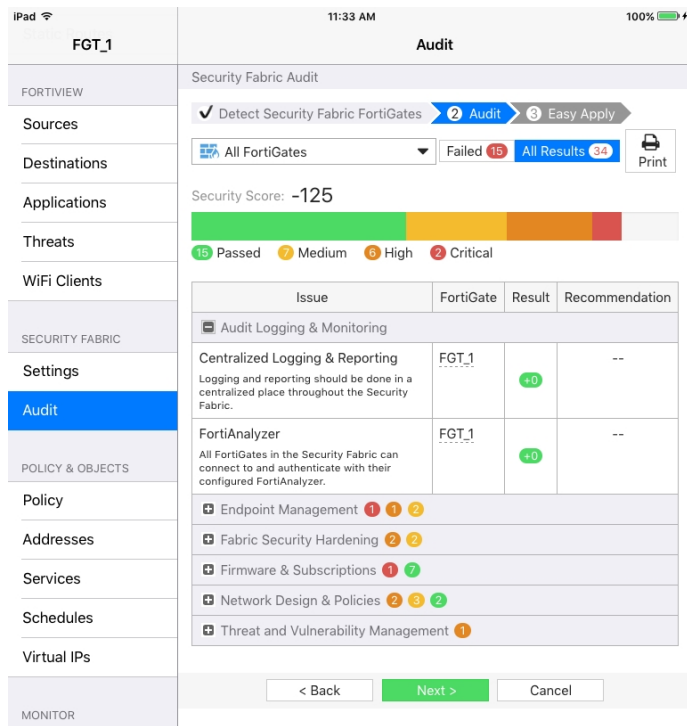 iPad
11:33 AM
100%
FGT_1
Audit
FORTIVIEW
Sources
Destinations
Applications
Threats
WiFi Clients
SECURITY FABRIC
Settings
Audit
POLICY & OBJECTS
Policy
Addresses
Services
Schedules
Virtual IPs
MONITOR
Security Fabric Audit
Detect Security Fabric FortiGates 2 Audit 3 Easy Apply
All FortiGates Failed 15 All Results 34 Print
Security Score: -125
15 Passed 7 Medium 6 High 2 Critical
Issue FortiGate Result Recommendation
Audit Logging & Monitoring
Centralized Logging & Reporting FGT_1 +0 --
Logging and reporting should be done in a
centralized place throughout the Security
Fabric.
FortiAnalyzer FGT_1 +0 --
All FortiGates in the Security Fabric can
connect to and authenticate with their
configured FortiAnalyzer.
Endpoint Management 1 1 2
Fabric Security Hardening 2 2
Firmware & Subscriptions 1 7
Network Design & Policies 2 3 2
Threat and Vulnerability Management 1
< Back Next > Cancel